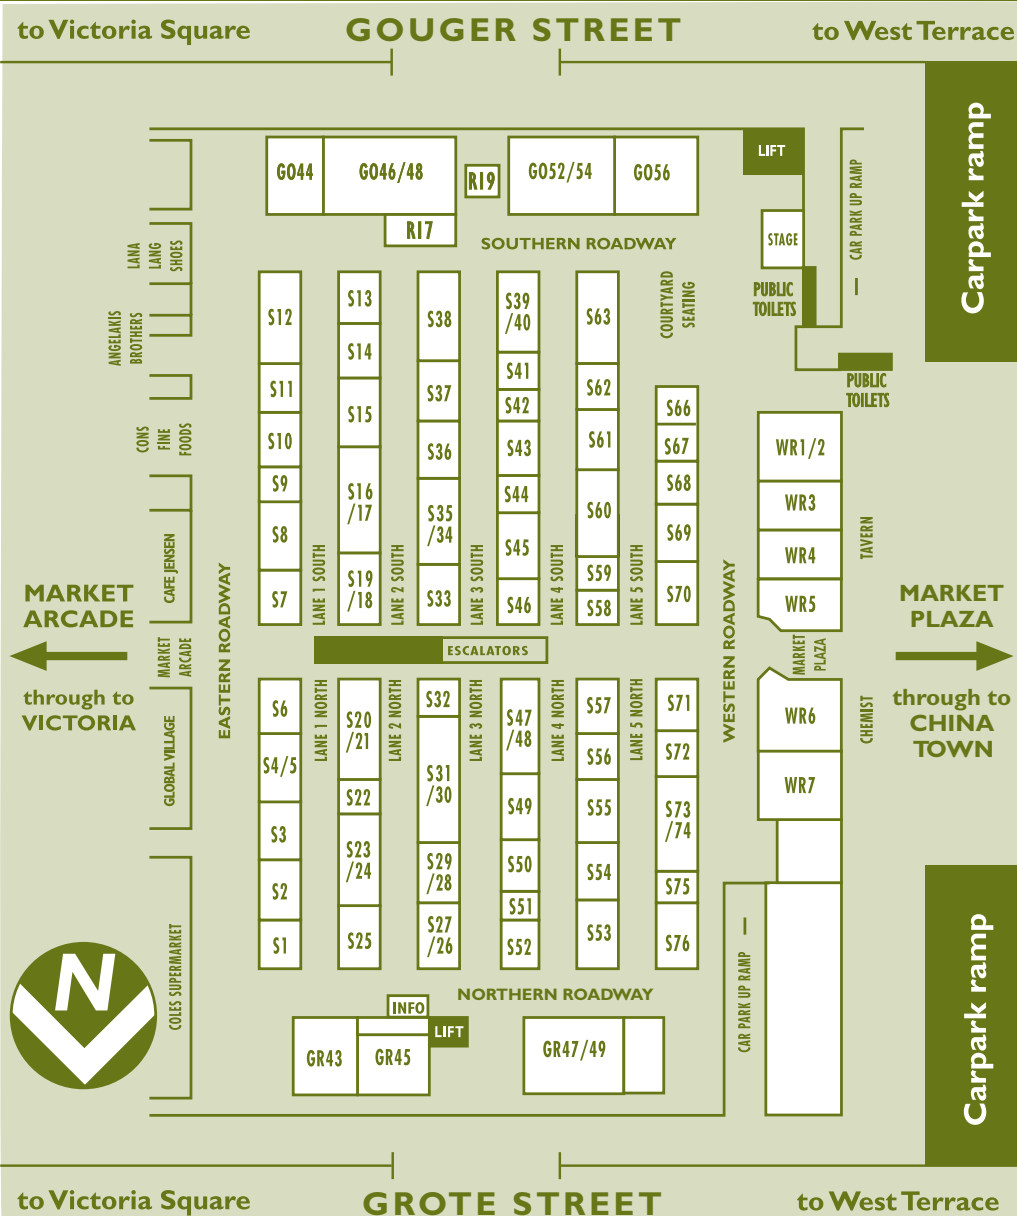 to Victoria Square
GOUGER STREET
to West Terrace
Carpark ramp
LIFT
GO44
GO46/48
R19
GO52/54
GO56
R17
SOUTHERN ROADWAY
STAGE
CAR PARK UP RAMP
LANA
LANG
SHOES
PUBLIC
TOILETS
COURTYARD
SEATING
ANGELAKIS
BROTHERS
PUBLIC
TOILETS
CONS
FINE
FOODS
CAFE JENSEN
S12
S11
S10
S9
S8
S7
S13
S14
S15
S16
/17
S19
/18
S38
S37
S36
S35
/34
S33
S39
/40
S41
S42
S43
S44
S45
S46
S63
S62
S61
S60
S59
S58
S66
S67
S68
S69
S70
WR1/2
WR3
WR4
WR5
TAVERN
EASTERN ROADWAY
LANE 1 SOUTH
LANE 2 SOUTH
LANE 3 SOUTH
LANE 4 SOUTH
LANE 5 SOUTH
WESTERN ROADWAY
MARKET
ARCADE
through to
VICTORIA
MARKET
ARCADE
ESCALATORS
MARKET
PLAZA
MARKET
PLAZA
through to
CHINA
TOWN
GLOBAL VILLAGE
LANE 1 NORTH
LANE 2 NORTH
LANE 3 NORTH
LANE 4 NORTH
LANE 5 NORTH
CHEMIST
S6
S4/5
S3
S2
S1
S20
/21
S22
S23
/24
S25
S32
S31
/30
S29
/28
S27
/26
S47
/48
S49
S50
S51
S52
S57
S56
S55
S54
S53
S71
S72
S73
/74
S75
S76
WR6
WR7
COLES SUPERMARKET
N
NORTHERN ROADWAY
CAR PARK UP RAMP
Carpark ramp
INFO
LIFT
GR43
GR45
GR47/49
to Victoria Square
GROTE STREET
to West Terrace